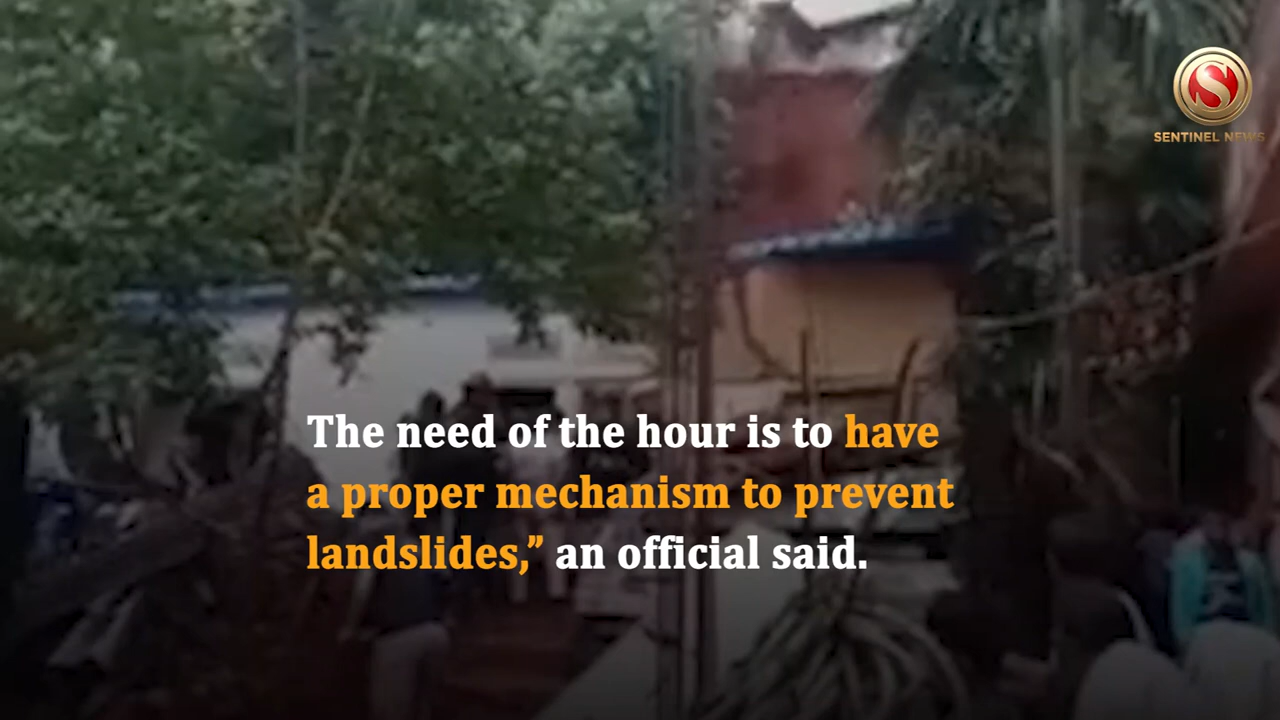 SENTINEL NEWS
The need of the hour is to have
a proper mechanism to prevent
landslides,” an official said.